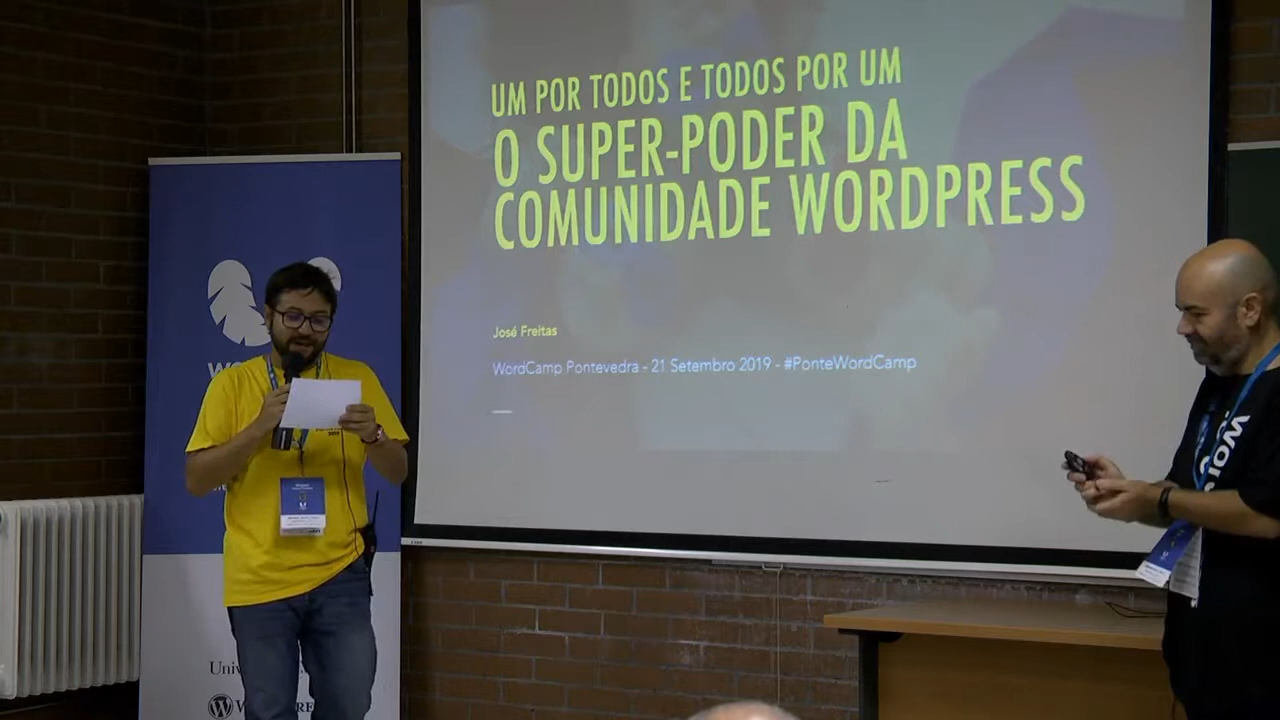 UM POR TODOS E TODOS POR UM
O SUPER-PODER DA
COMUNIDADE WORDPRESS
José Freitas
WordCamp Pontevedra - 21 Setembro 2019 - #PonteWordCamp